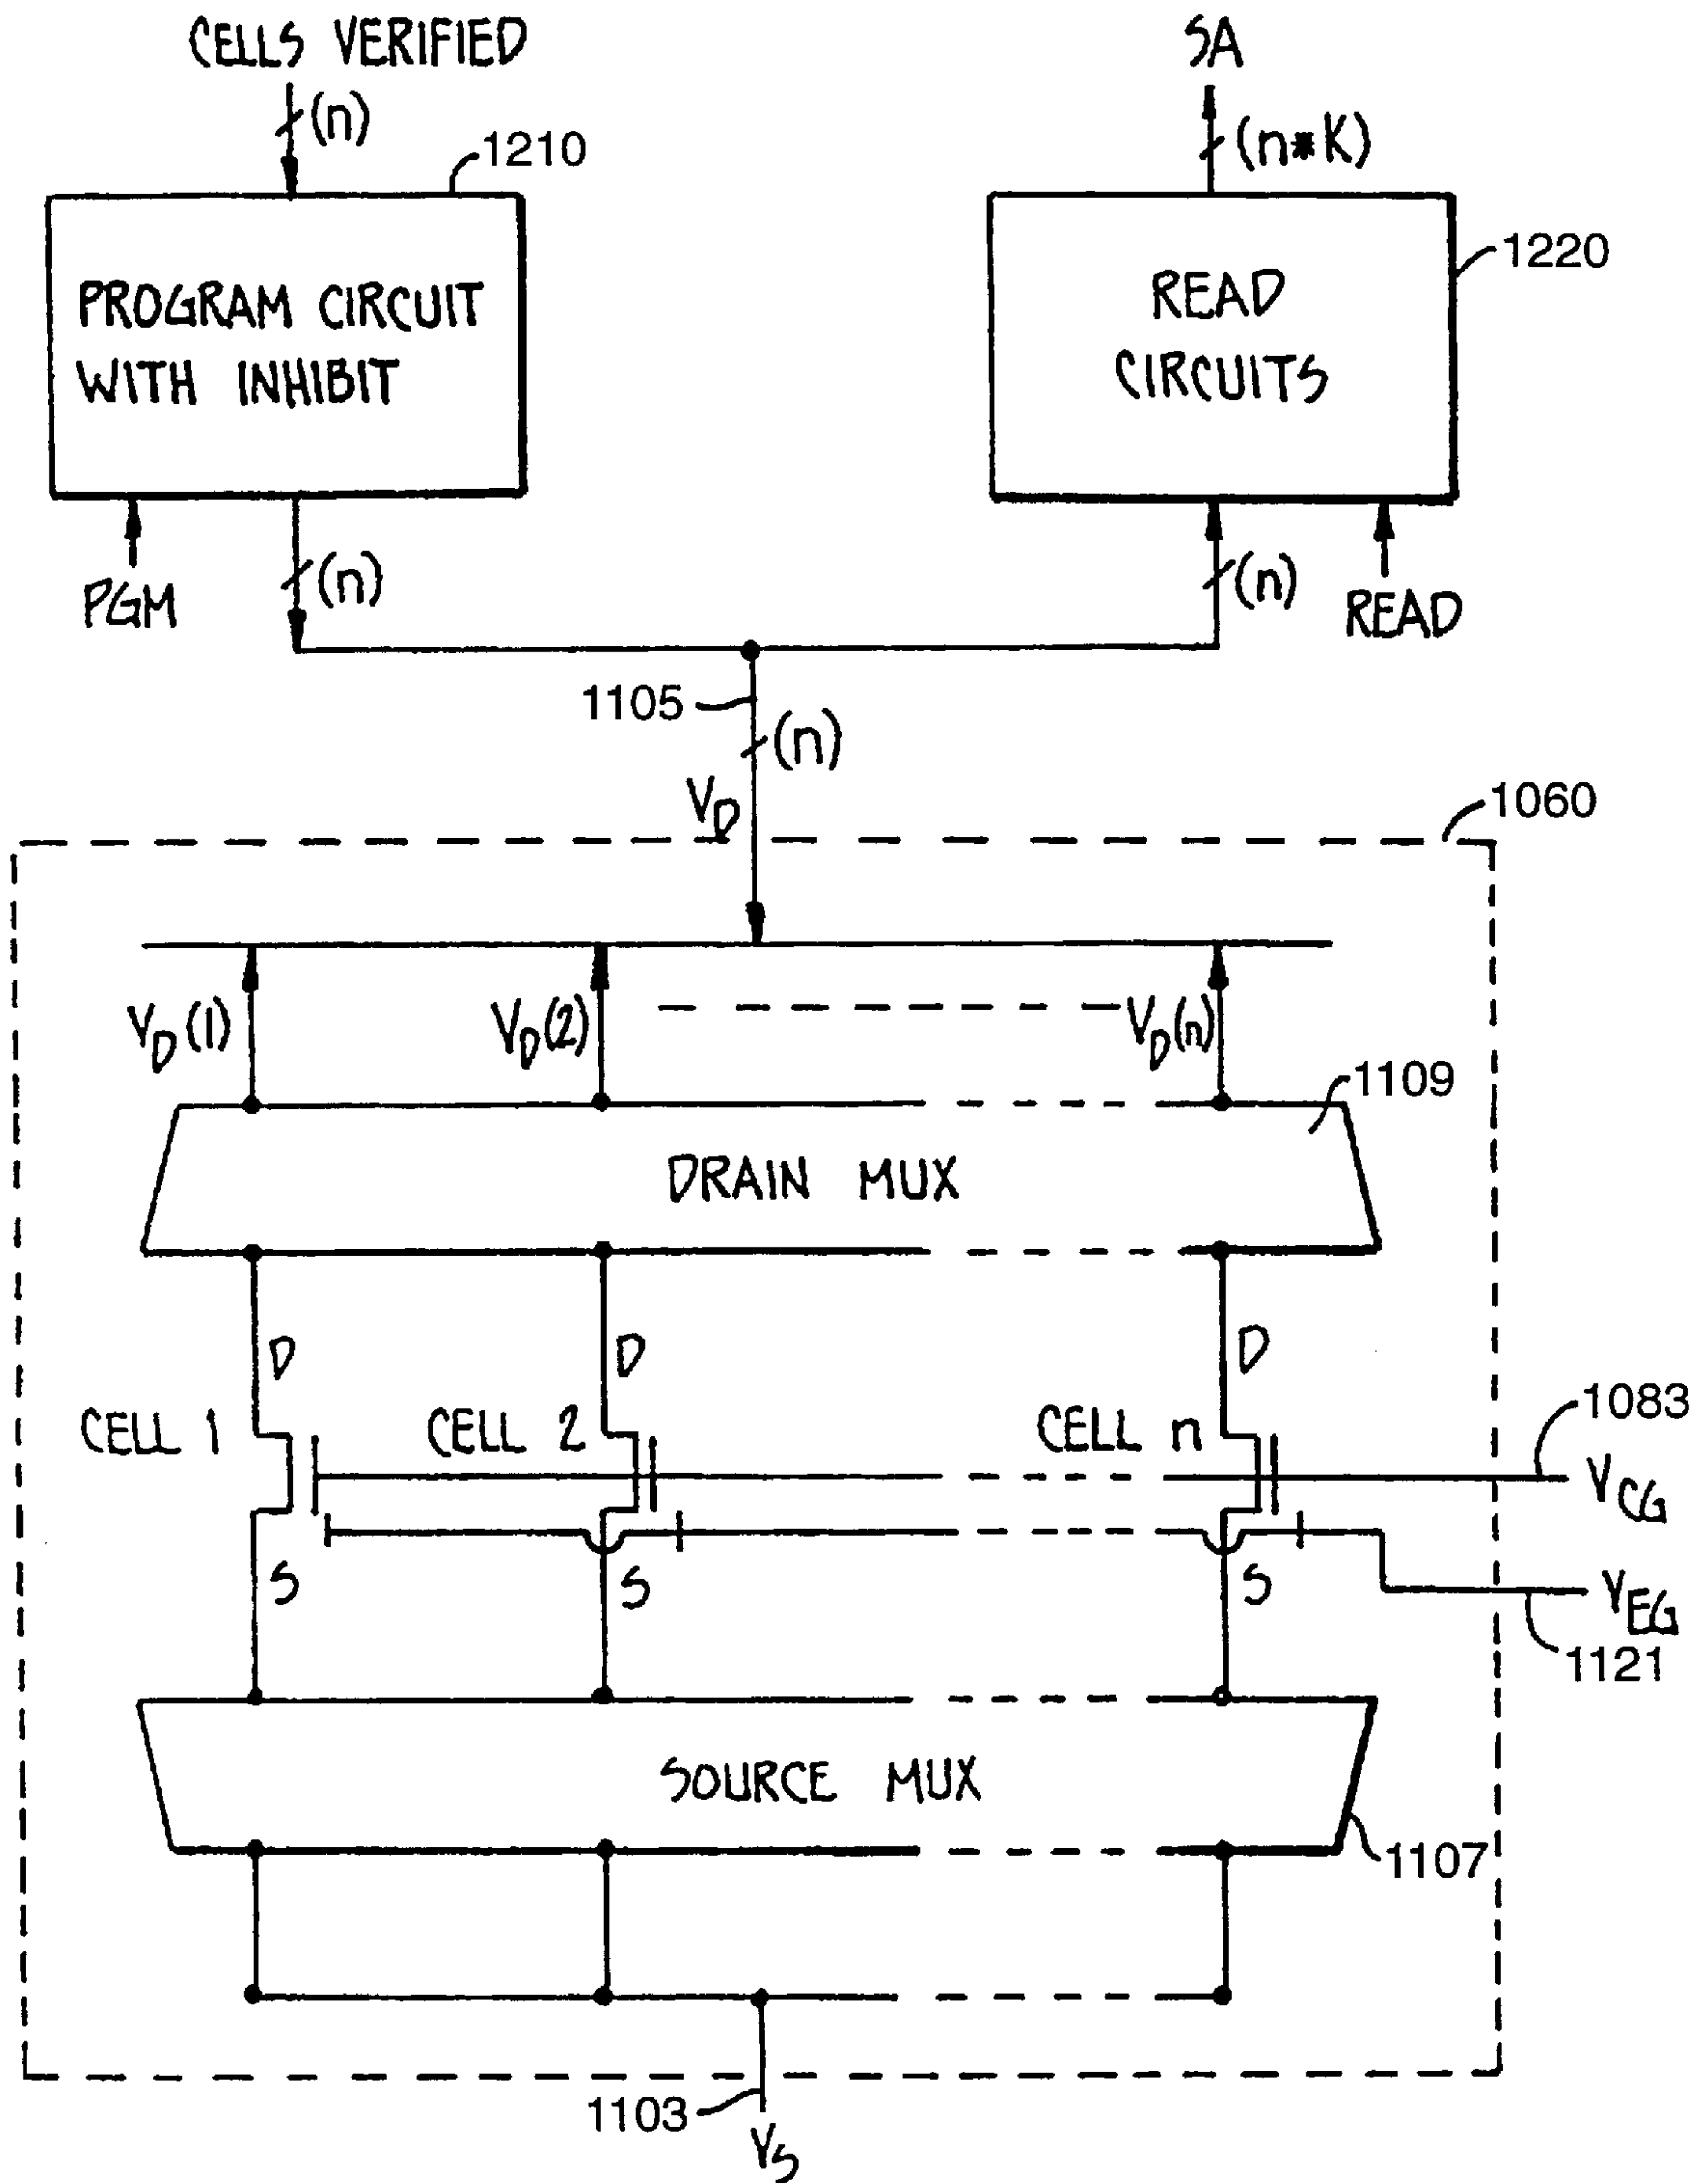 CELLS VERIFIED
(n)
1210
PROGRAM CIRCUIT
WITH INHIBIT
PGM
(n)
SA
(n*K)
1220
READ
CIRCUITS
(n)
READ
1105
(n)
VD
1060
VD(1)
VD(2)
VD(n)
1109
DRAIN MUX
D
D
D
CELL 1
CELL 2
CELL n
1083
VCG
S
S
S
VEG
1121
SOURCE MUX
1107
1103
VS